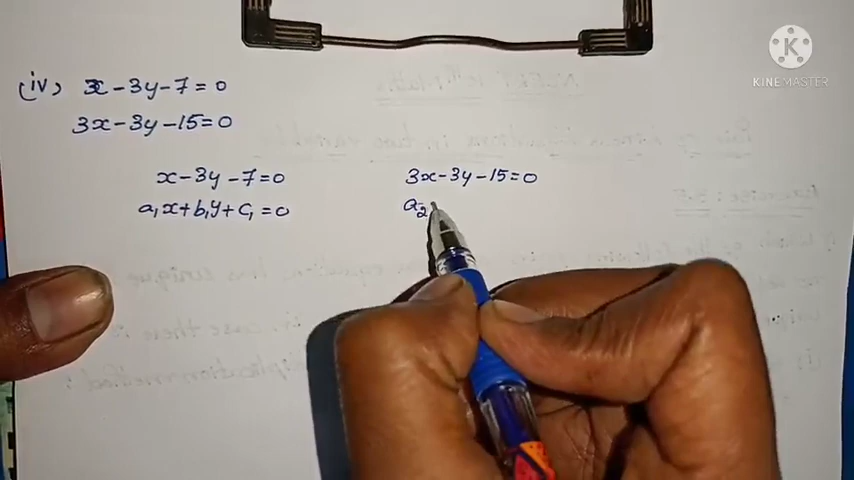 (iv) x-3y-7=0
3x-3y-15=0
x-3y-7=0
a₁x+b₁y+c₁=0
3x-3y-15=0
a₂
K
KINEMASTER